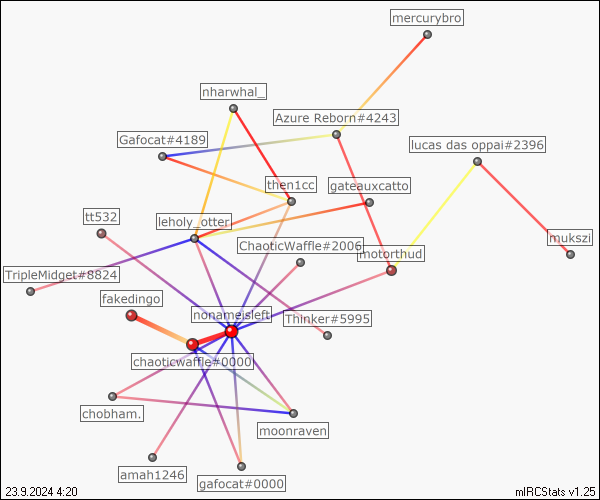 mercurybro
nharwhal_
Azure Reborn#4243
Gafocat#4189
lucas das oppai#2396
then1cc
gateauxcatto
tt532
leholy_otter
ChaoticWaffle#2006
mukszi
motorthud
TripleMidget#8824
fakedingo
nonameisleft
Thinker#5995
chaoticwaffle#0000
chobham.
moonraven
amah1246
gafocat#0000
23.9.2024 4:20
mIRCStats v1.25